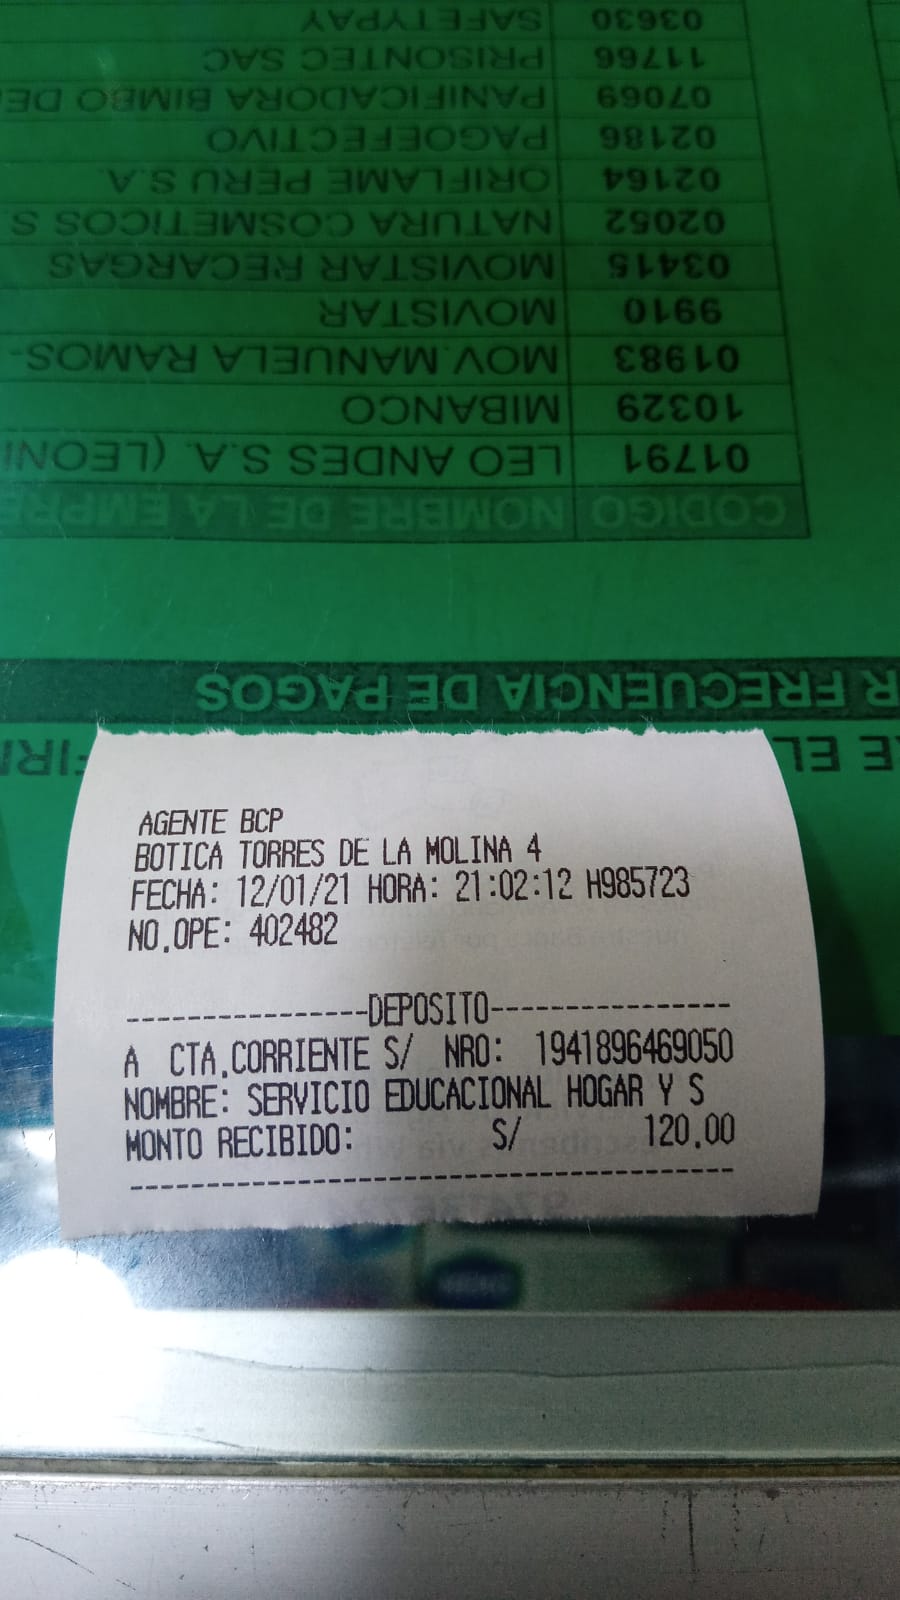 SAFETYPAY 03630
PRISONTEC SAC 11766
PANIFICADORA BIMBO DE 07069
PAGOEFECTIVO 02186
ORIFLAME PERU S.A. 02164
NATURA COSMETICOS S. 02052
MOVISTAR RECARGAS 03415
MOVISTAR 9910
MOV. MANUELA RAMOS- 01983
MIBANCO 10329
LEO ANDES S.A. (LEONI 01791
CODIGO NOMBRE DE LA EMPRE
R FRECUENCIA DE PAGOS
AGENTE BCP
BOTICA TORRES DE LA MOLINA 4
FECHA: 12/01/21 HORA: 21:02:12 H985723
NO.OPE: 402482
----------------DEPOSITO----------------
A CTA.CORRIENTE S/ NRO: 1941896469050
NOMBRE: SERVICIO EDUCACIONAL HOGAR Y S
MONTO RECIBIDO: S/ 120.00